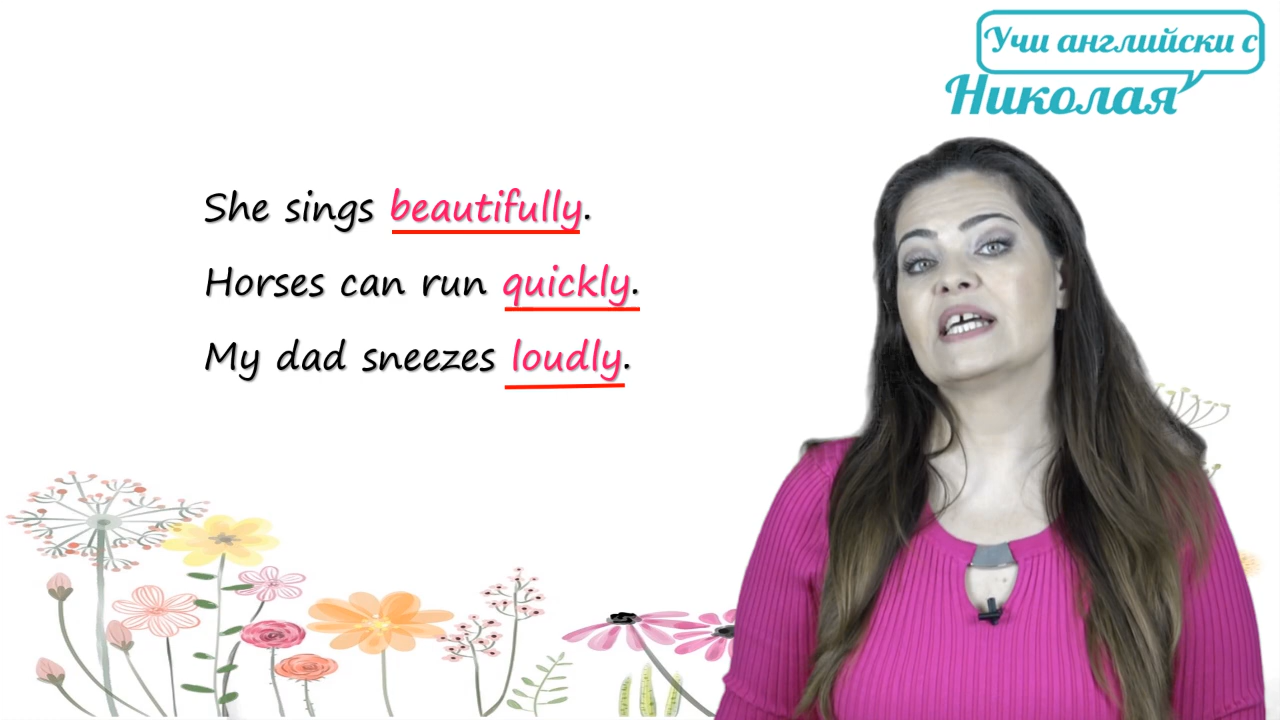 Учи английски с
Николая
She sings beautifully.
Horses can run quickly.
My dad sneezes loudly.